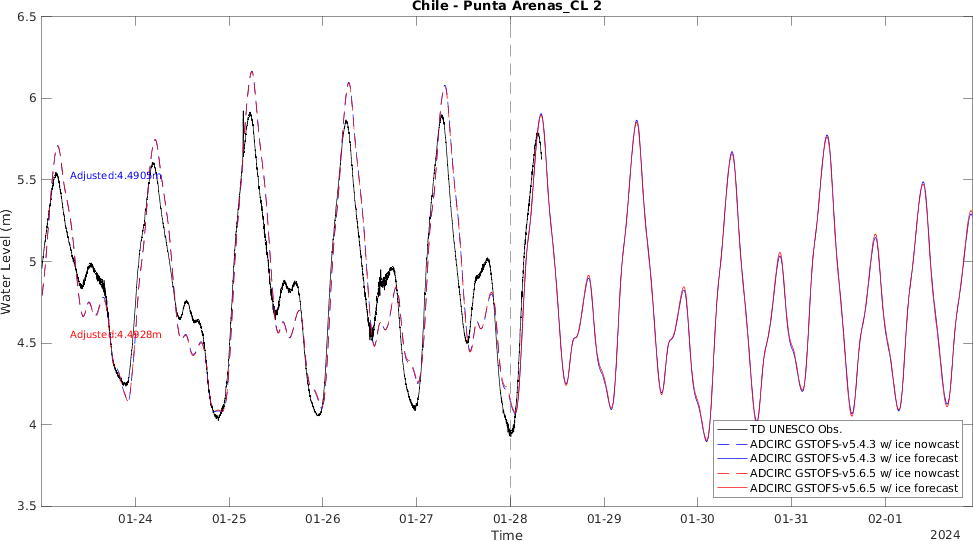 Chile - Punta Arenas_CL 2
6.5
6
5.5
5
4.5
4
3.5
Water Level (m)
Adjusted:4.4905m
Adjusted:4.4928m
TD UNESCO Obs.
ADCIRC GSTOFS-v5.4.3 w/ ice nowcast
ADCIRC GSTOFS-v5.4.3 w/ ice forecast
ADCIRC GSTOFS-v5.6.5 w/ ice nowcast
ADCIRC GSTOFS-v5.6.5 w/ ice forecast
01-24 01-25 01-26 01-27 01-28 01-29 01-30 01-31 02-01
Time
2024